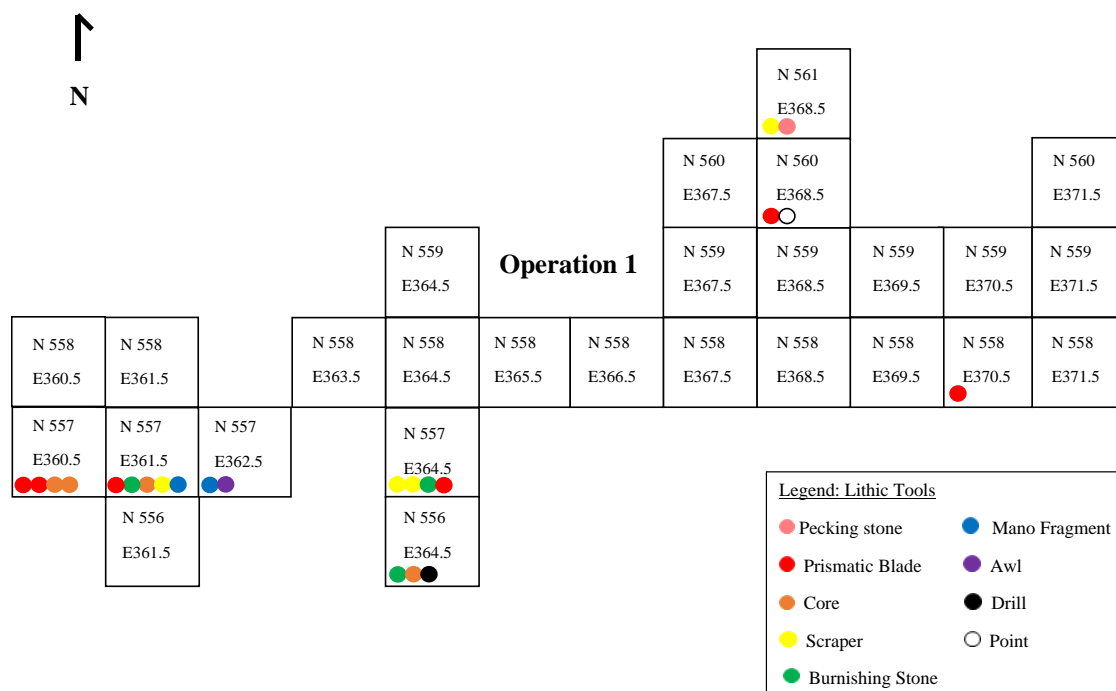 N
N 561
E368.5
N 560
E367.5
N 560
E368.5
N 560
E371.5
N 559
E364.5
Operation 1
N 559
E367.5
N 559
E368.5
N 559
E369.5
N 559
E370.5
N 559
E371.5
N 558
E360.5
N 558
E361.5
N 558
E363.5
N 558
E364.5
N 558
E365.5
N 558
E366.5
N 558
E367.5
N 558
E368.5
N 558
E369.5
N 558
E370.5
N 558
E371.5
N 557
E360.5
N 557
E361.5
N 557
E362.5
N 557
E364.5
N 556
E361.5
N 556
E364.5
Legend: Lithic Tools
Pecking stone
Prismatic Blade
Core
Scraper
Burnishing Stone
Mano Fragment
Awl
Drill
Point